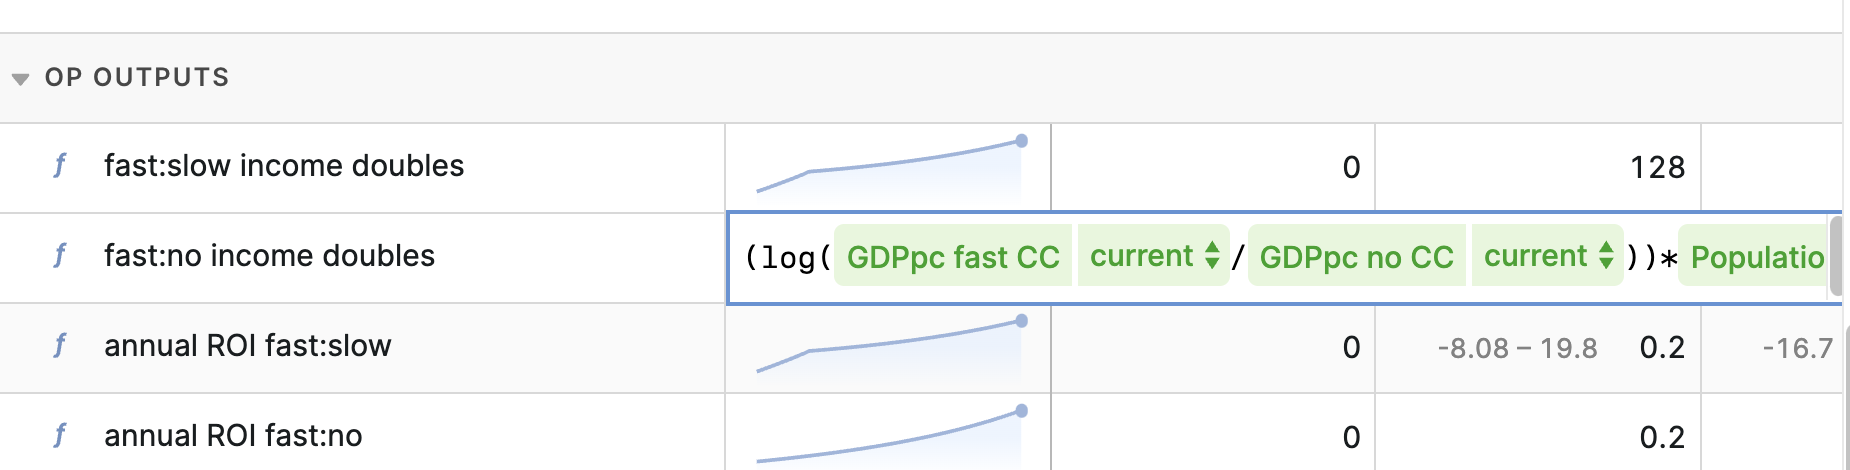 OP OUTPUTS
f fast:slow income doubles 0 128
f fast:no income doubles (log( GDPpc fast CC current / GDPpc no CC current ))* Populatio
f annual ROI fast:slow 0 -8.08 – 19.8 0.2 -16.7
f annual ROI fast:no 0 0.2